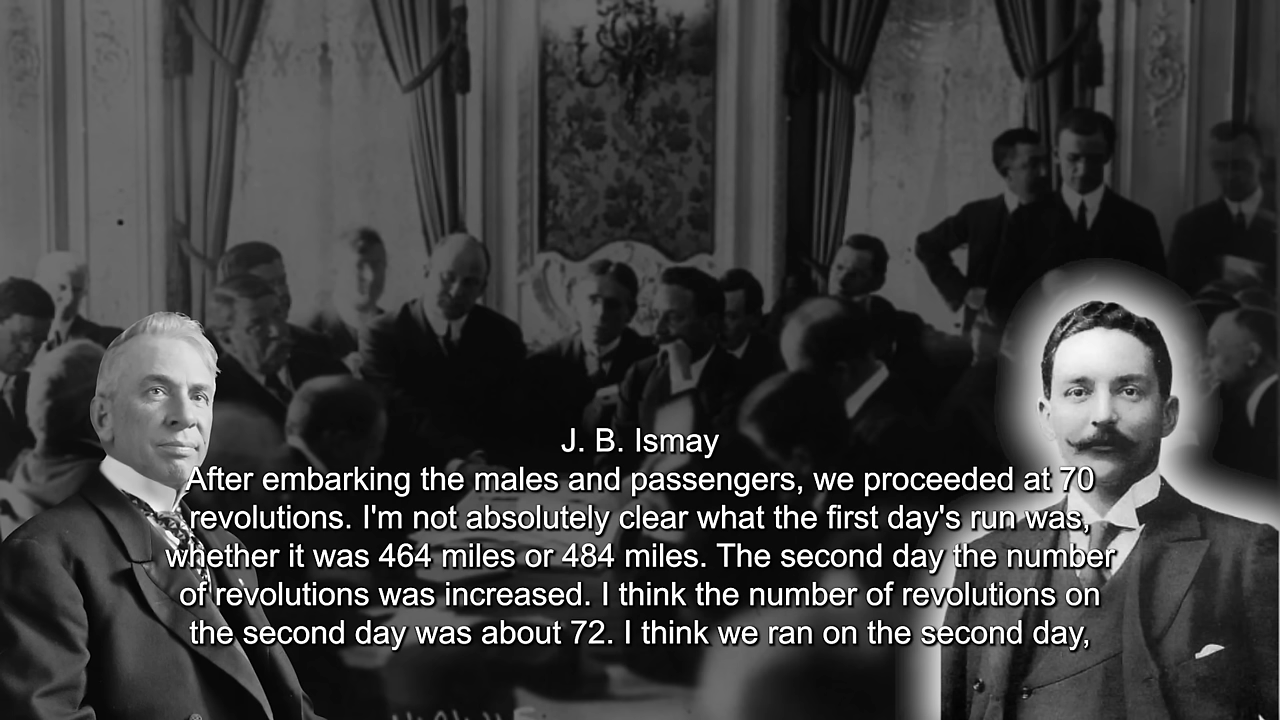 J. B. Ismay
After embarking the males and passengers, we proceeded at 70
revolutions. I'm not absolutely clear what the first day's run was,
whether it was 464 miles or 484 miles. The second day the number
of revolutions was increased. I think the number of revolutions on
the second day was about 72. I think we ran on the second day,